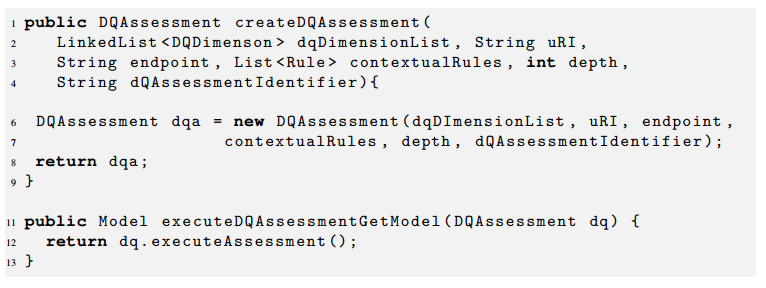 1 public DQAssessment createDQAssessment(
2 LinkedList<DQDimenson> dqDimensionList, String uRI,
3 String endpoint, List<Rule> contextualRules, int depth,
4 String dQAssessmentIdentifier){
6 DQAssessment dqa = new DQAssessment(dqDImensionList, uRI, endpoint,
7 contextualRules, depth, dQAssessmentIdentifier);
8 return dqa;
9 }
11 public Model executeDQAssessmentGetModel(DQAssessment dq) {
12 return dq.executeAssessment();
13 }